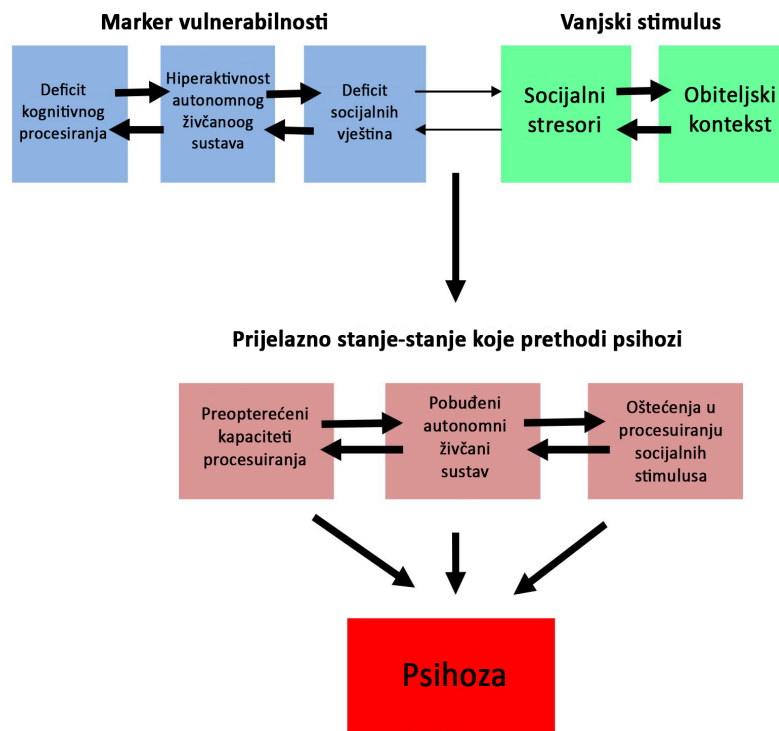 Marker vulnerabilnosti
Vanjski stimulus
Deficit
kognitivnog
procesiranja
Hiperaktivnost
autonomnog
živčanoog
sustava
Deficit
socijalnih
vještina
Socijalni
stresori
Obiteljski
kontekst
Prijelazno stanje-stanje koje prethodi psihozi
Preopterećeni
kapaciteti
procesuiranja
Pobuđeni
autonomni
živčani
sustav
Oštećenja u
procesuiranju
socijalnih
stimulusa
Psihoza